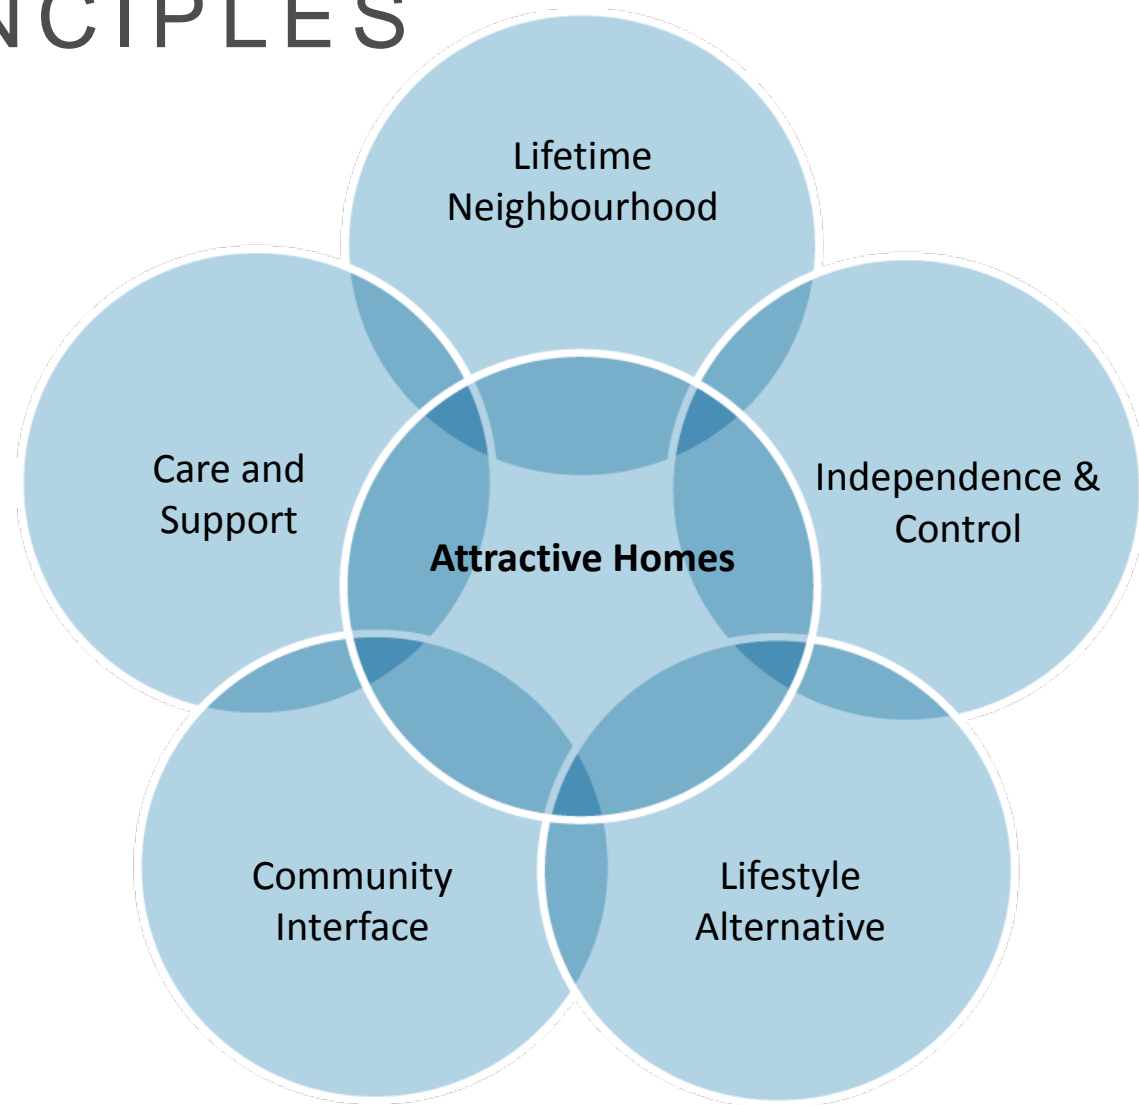 NCIPLES
Lifetime
Neighbourhood
Care and
Support
Independence &
Control
Attractive Homes
Community
Interface
Lifestyle
Alternative